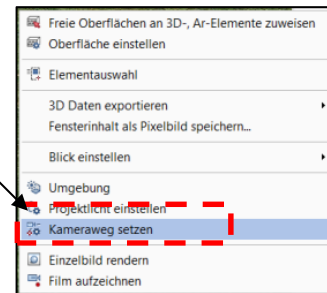 Freie Oberflächen an 3D-, Ar-Elemente zuweisen
Oberfläche einstellen
Elementauswahl
3D Daten exportieren
Fensterinhalt als Pixelbild speichern...
Blick einstellen
Umgebung
Projektlicht einstellen
Kameraweg setzen
Einzelbild rendern
Film aufzeichnen